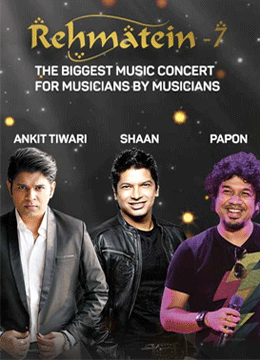 Rehmatein-7
THE BIGGEST MUSIC CONCERT
FOR MUSICIANS BY MUSICIANS
ANKIT TIWARI SHAAN PAPON